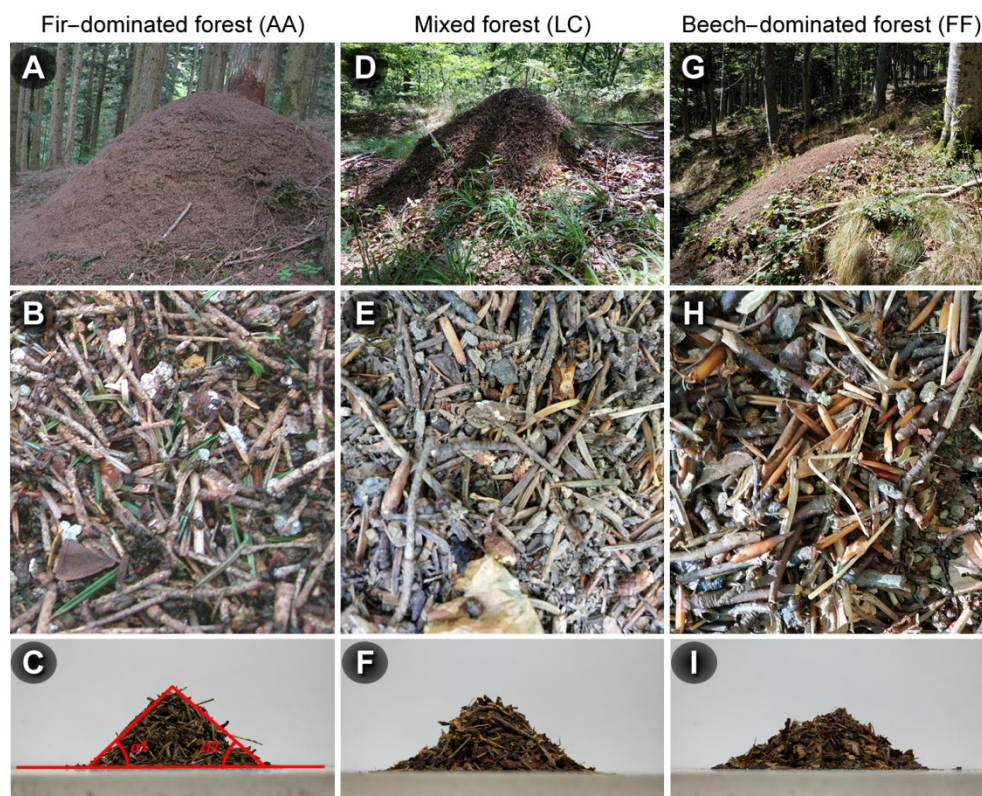 Fir–dominated forest (AA)
Mixed forest (LC)
Beech–dominated forest (FF)
A
D
G
B
E
H
C
F
I
α1
α2